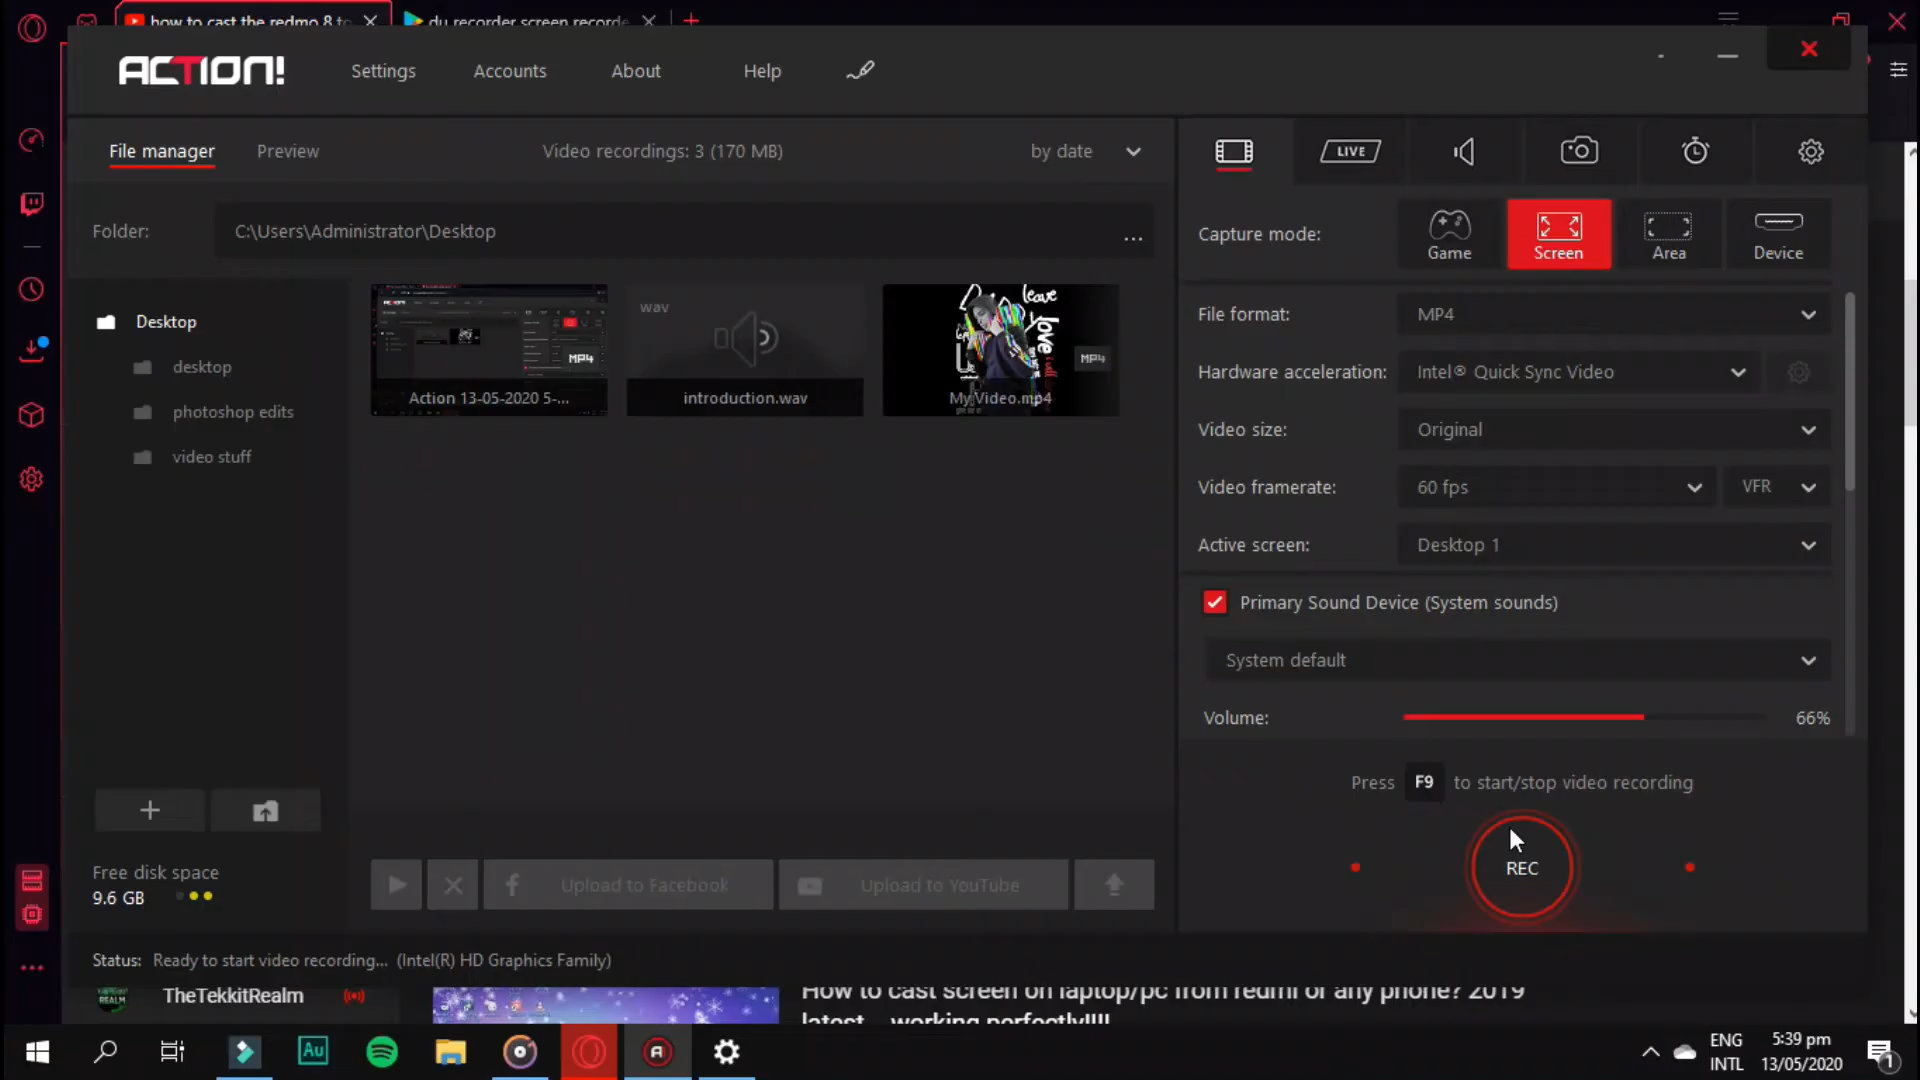 how to cast the redmo 8 to
du recorder screen recorde
ACTION!
Settings
Accounts
About
Help
File manager
Preview
Video recordings: 3 (170 MB)
by date
LIVE
Folder:
C:\Users\Administrator\Desktop
...
Capture mode:
Game
Screen
Area
Device
Desktop
desktop
photoshop edits
video stuff
MP4
Action 13-05-2020 5-...
wav
introduction.wav
leave
love
MP4
My Video.mp4
File format:
MP4
Hardware acceleration:
Intel® Quick Sync Video
Video size:
Original
Video framerate:
60 fps
VFR
Active screen:
Desktop 1
Primary Sound Device (System sounds)
System default
Volume:
66%
Press F9 to start/stop video recording
REC
Free disk space
9.6 GB
Upload to Facebook
Upload to YouTube
Status: Ready to start video recording... (Intel(R) HD Graphics Family)
REALM
TheTekkitRealm
How to cast screen on laptop/pc from redmi or any phone? 2019
latest... working perfectly!!!!
Au
ENG
INTL
5:39 pm
13/05/2020
1